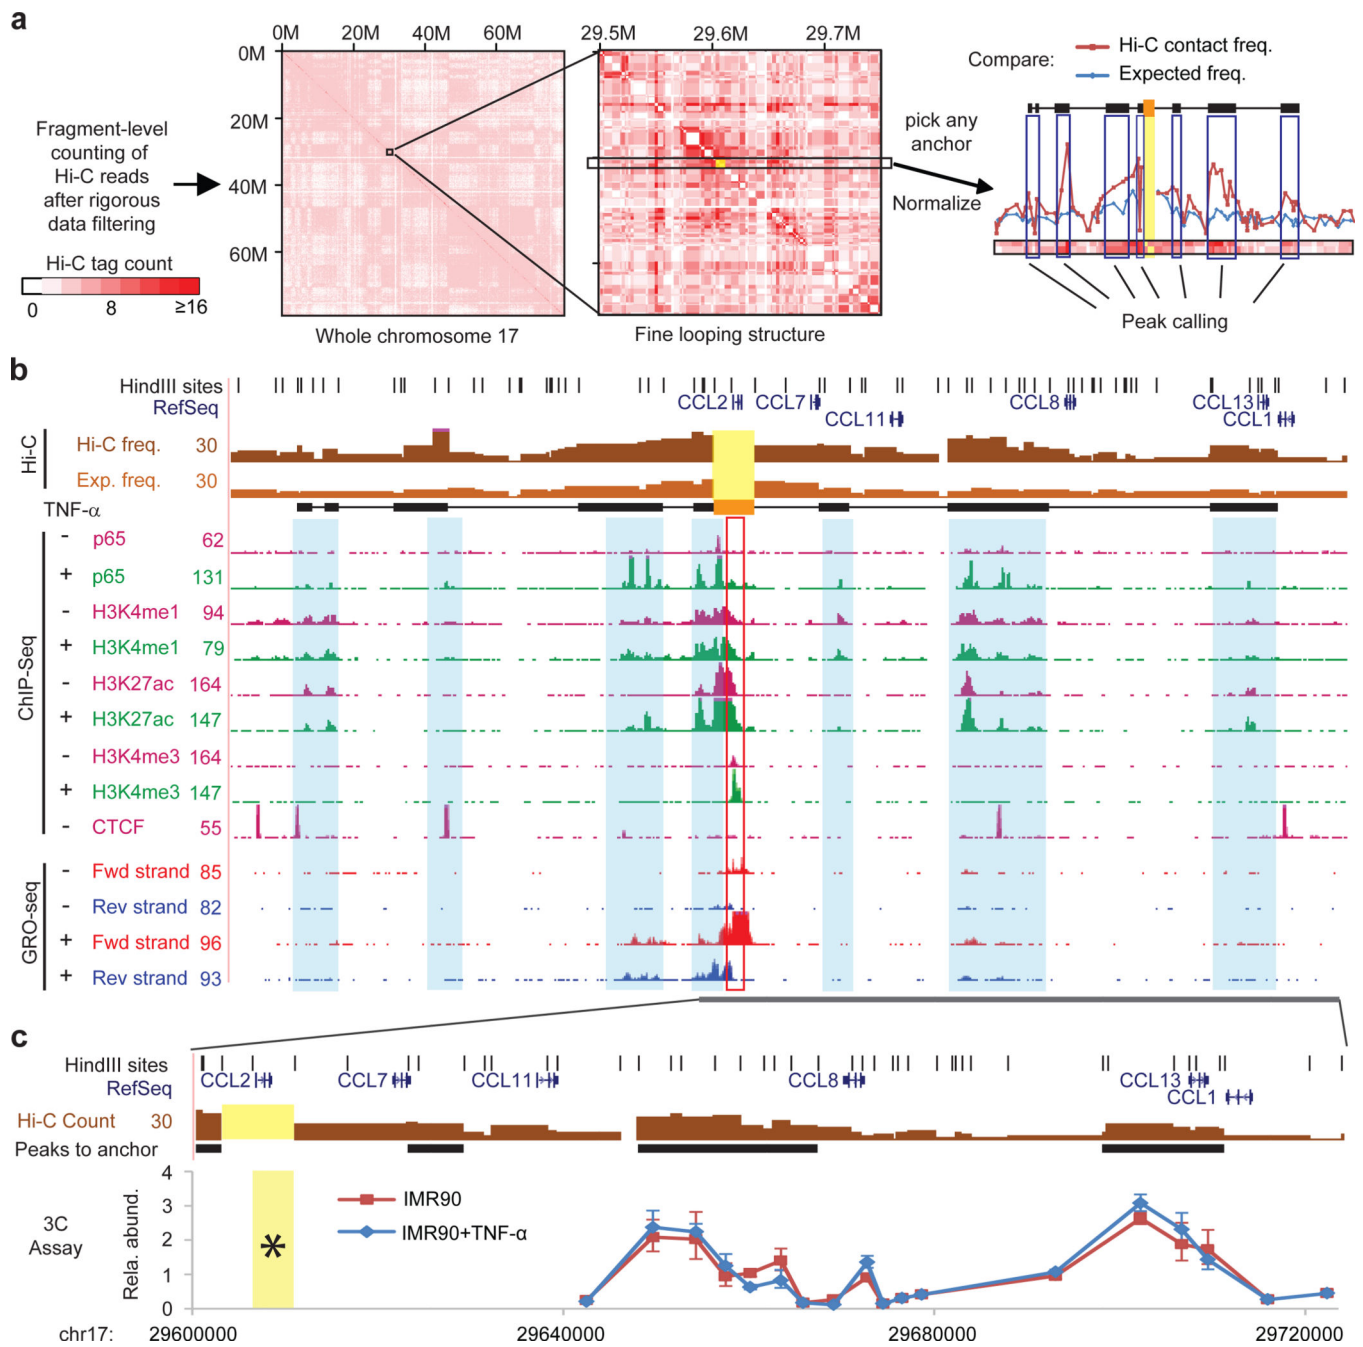 a
0M 20M 40M 60M
0M
20M
40M
60M
29.5M 29.6M 29.7M
Fragment-level
counting of
Hi-C reads
after rigorous
data filtering
Hi-C tag count
0 8 ≥16
Whole chromosome 17
Fine looping structure
pick any
anchor
Normalize
Compare:
Hi-C contact freq.
Expected freq.
Peak calling
b
HindIII sites
RefSeq
CCL2 CCL7 CCL11 CCL8 CCL13 CCL1
Hi-C
Hi-C freq. 30
Exp. freq. 30
TNF-α
ChIP-Seq
- p65 62
+ p65 131
- H3K4me1 94
+ H3K4me1 79
- H3K27ac 164
+ H3K27ac 147
- H3K4me3 164
+ H3K4me3 147
- CTCF 55
GRO-seq
- Fwd strand 85
- Rev strand 82
+ Fwd strand 96
+ Rev strand 93
c
HindIII sites
RefSeq
CCL2 CCL7 CCL11 CCL8 CCL13 CCL1
Hi-C Count 30
Peaks to anchor
3C
Assay
Rela. abund.
4
3
2
1
0
*
IMR90
IMR90+TNF-α
chr17: 29600000 29640000 29680000 29720000